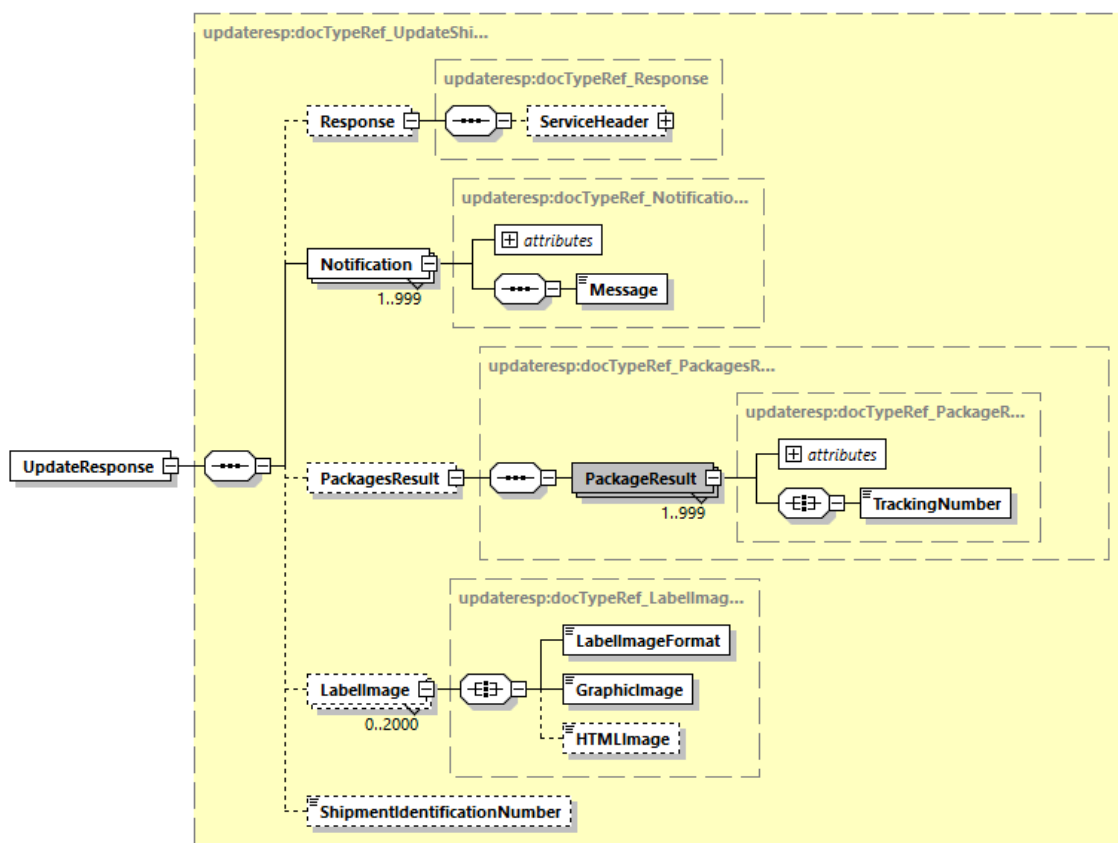 updateresp:docTypeRef_UpdateShi...
updateresp:docTypeRef_Response
Response
ServiceHeader
updateresp:docTypeRef_Notificatio...
attributes
Notification
1..999
Message
updateresp:docTypeRef_PackagesR...
updateresp:docTypeRef_PackageR...
attributes
UpdateResponse
PackagesResult
PackageResult
1..999
TrackingNumber
updateresp:docTypeRef_LabelImag...
LabelImageFormat
LabelImage
0..2000
GraphicImage
HTMLImage
ShipmentIdentificationNumber